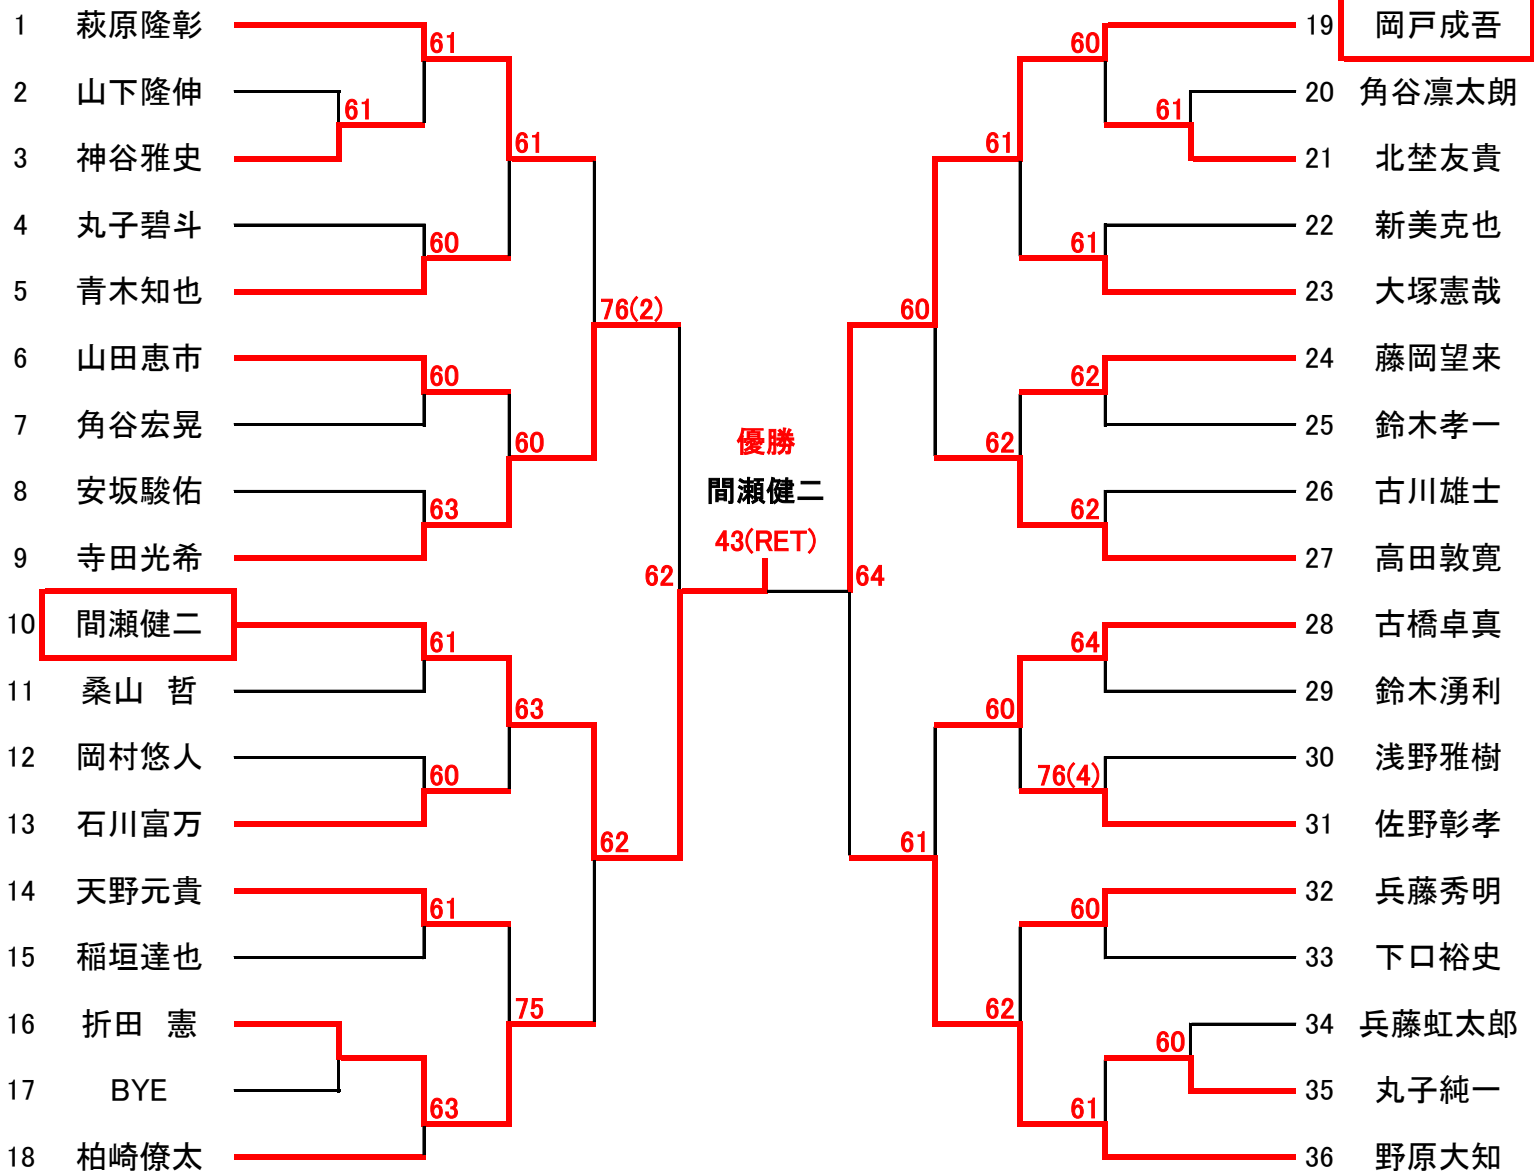 1 萩原隆彰
61
2 山下隆伸
61
3 神谷雅史
61
4 丸子碧斗
60
5 青木知也
76(2)
6 山田恵市
60
7 角谷宏晃
60
8 安坂駿佑
63
9 寺田光希
62
10 間瀬健二
61
11 桑山 哲
63
12 岡村悠人
60
13 石川富万
62
14 天野元貴
61
15 稲垣達也
75
16 折田 憲
17 BYE
63
18 柏崎僚太
優勝
間瀬健二
43(RET)
19 岡戸成吾
60
20 角谷凛太朗
61
21 北埜友貴
61
22 新美克也
61
23 大塚憲哉
60
24 藤岡望来
62
25 鈴木孝一
62
26 古川雄士
62
27 高田敦寛
64
28 古橋卓真
64
29 鈴木湧利
60
30 浅野雅樹
76(4)
31 佐野彰孝
61
32 兵藤秀明
60
33 下口裕史
62
34 兵藤虹太郎
60
35 丸子純一
61
36 野原大知